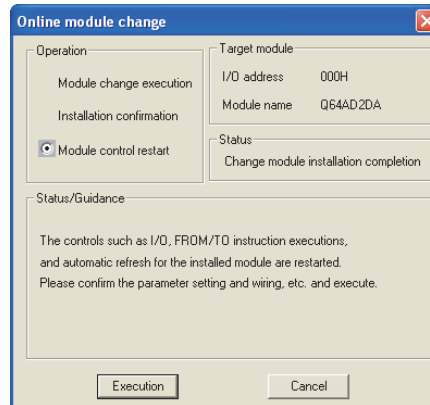 Online module change
Operation
Module change execution
Installation confirmation
Module control restart
Target module
I/O address 000H
Module name Q64AD2DA
Status
Change module installation completion
Status/Guidance
The controls such as I/O, FROM/TO instruction executions,
and automatic refresh for the installed module are restarted.
Please confirm the parameter setting and wiring, etc. and execute.
Execution
Cancel